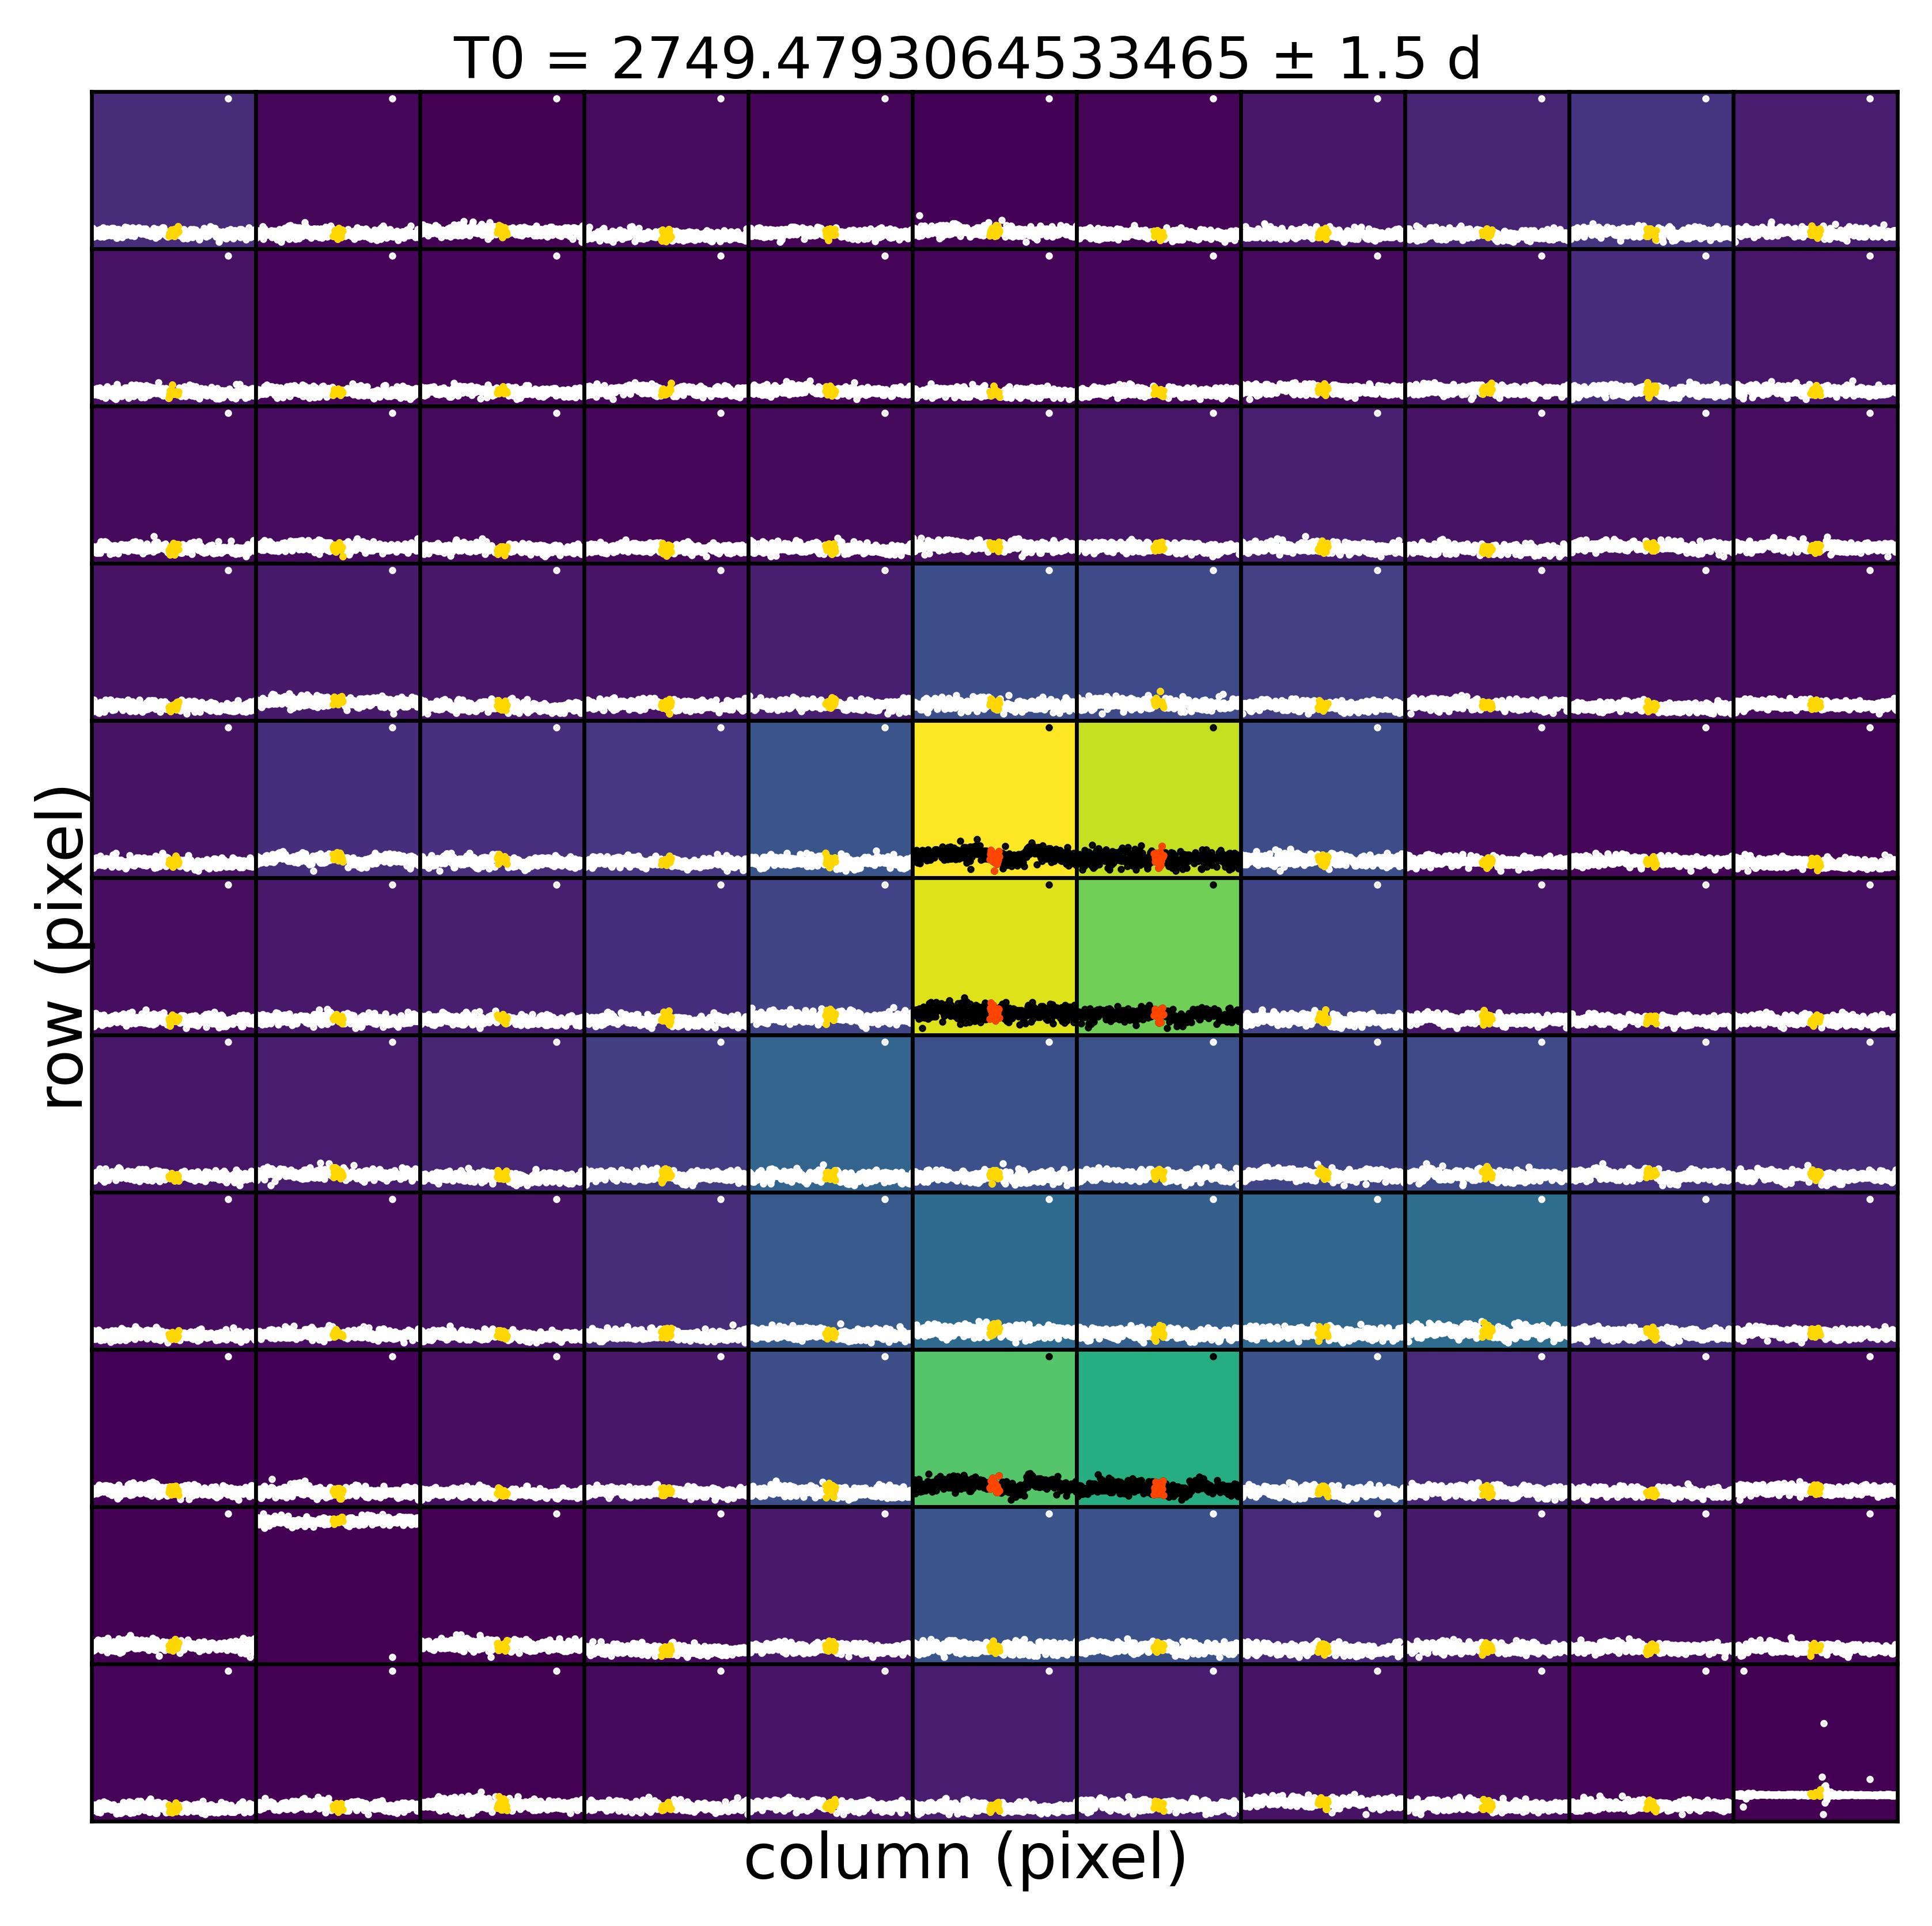 T0 = 2749.4793064533465 ± 1.5 d
row (pixel)
column (pixel)